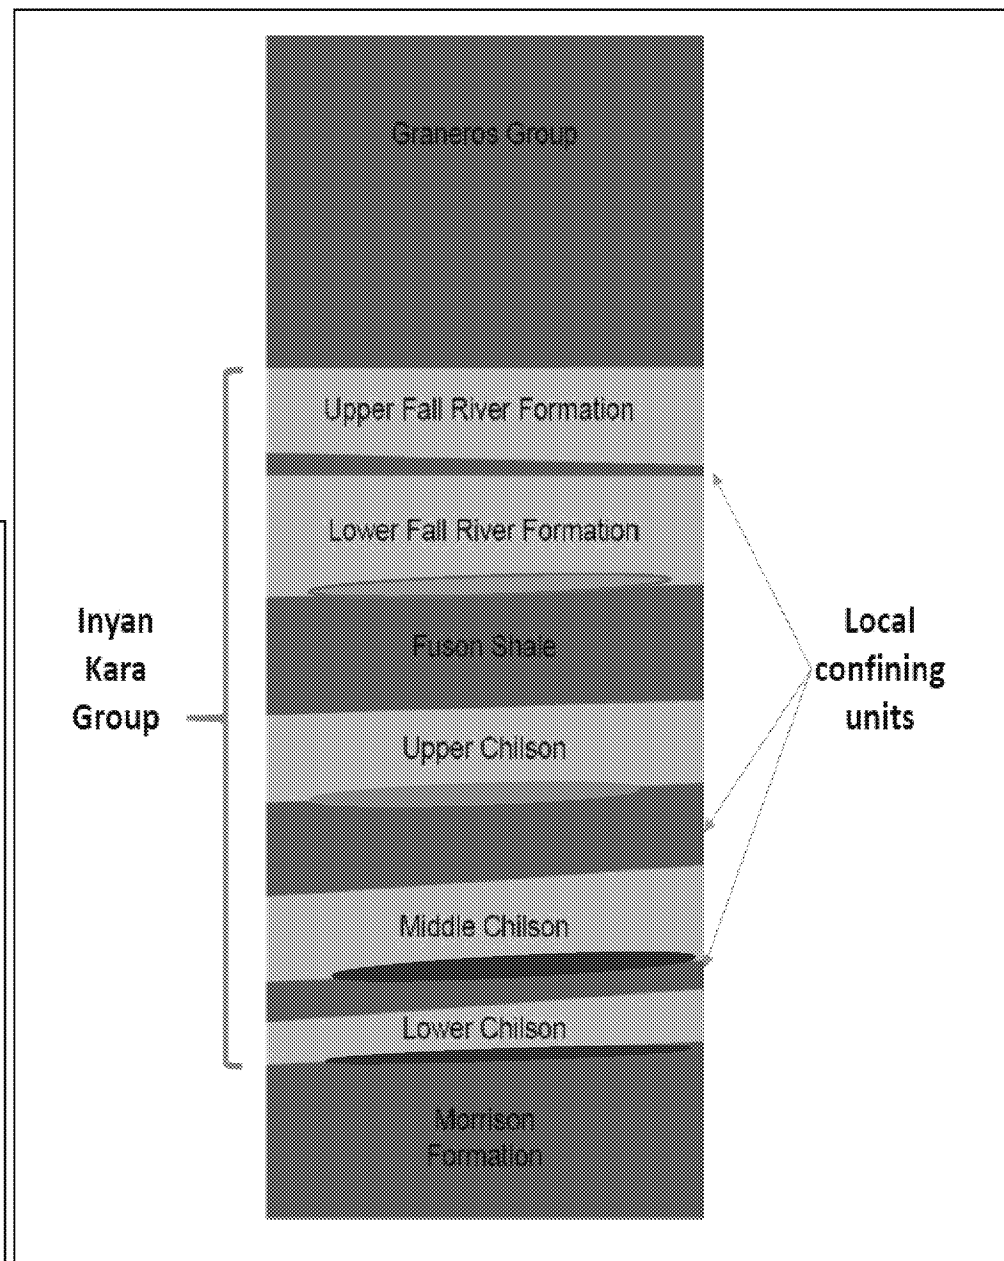 Graneros Group
Upper Fall River Formation
Lower Fall River Formation
Inyan
Kara
Group
Fuson Shale
Local
confining
units
Upper Chilson
Middle Chilson
Lower Chilson
Morrison
Formation